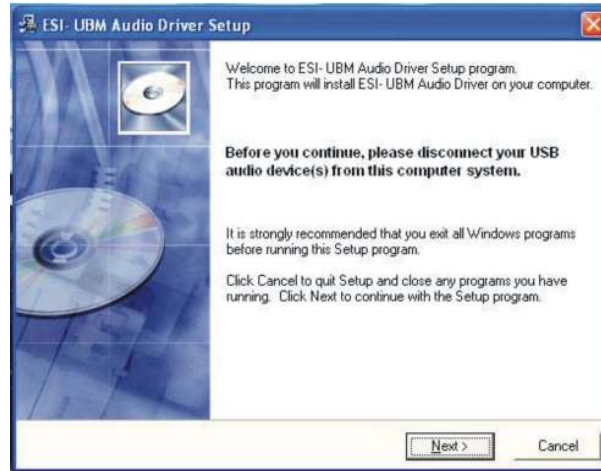 ESI- UBM Audio Driver Setup
Welcome to ESI- UBM Audio Driver Setup program.
This program will install ESI- UBM Audio Driver on your computer.
Before you continue, please disconnect your USB
audio device(s) from this computer system.
It is strongly recommended that you exit all Windows programs
before running this Setup program.
Click Cancel to quit Setup and close any programs you have
running. Click Next to continue with the Setup program.
Next >
Cancel